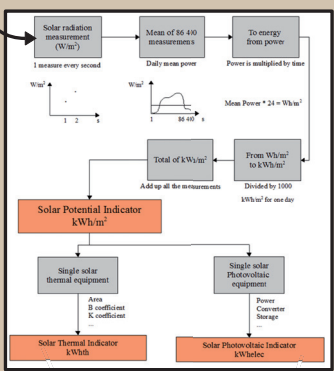 Solar radiation
measurement
(W/m²)
1 measure every second
Mean of 86 400
measuremens
Daily mean power
To energy
from power
Power is multiplied by time
W/m²
1 2 s
W/m²
1 86 400 s
Mean Power * 24 = Wh/m²
From Wh/m²
to kWh/m²
Divided by 1000
kWh/m² for one day
Total of kWh/m²
Add up all the measurements
Solar Potential Indicator
kWh/m²
Single solar
thermal equipment
Area
B coefficient
K coefficient
...
Single solar
Photovoltaic
equipment
Power
Converter
Storage
...
Solar Thermal Indicator
kWhth
Solar Photovoltaic Indicator
kWhelec